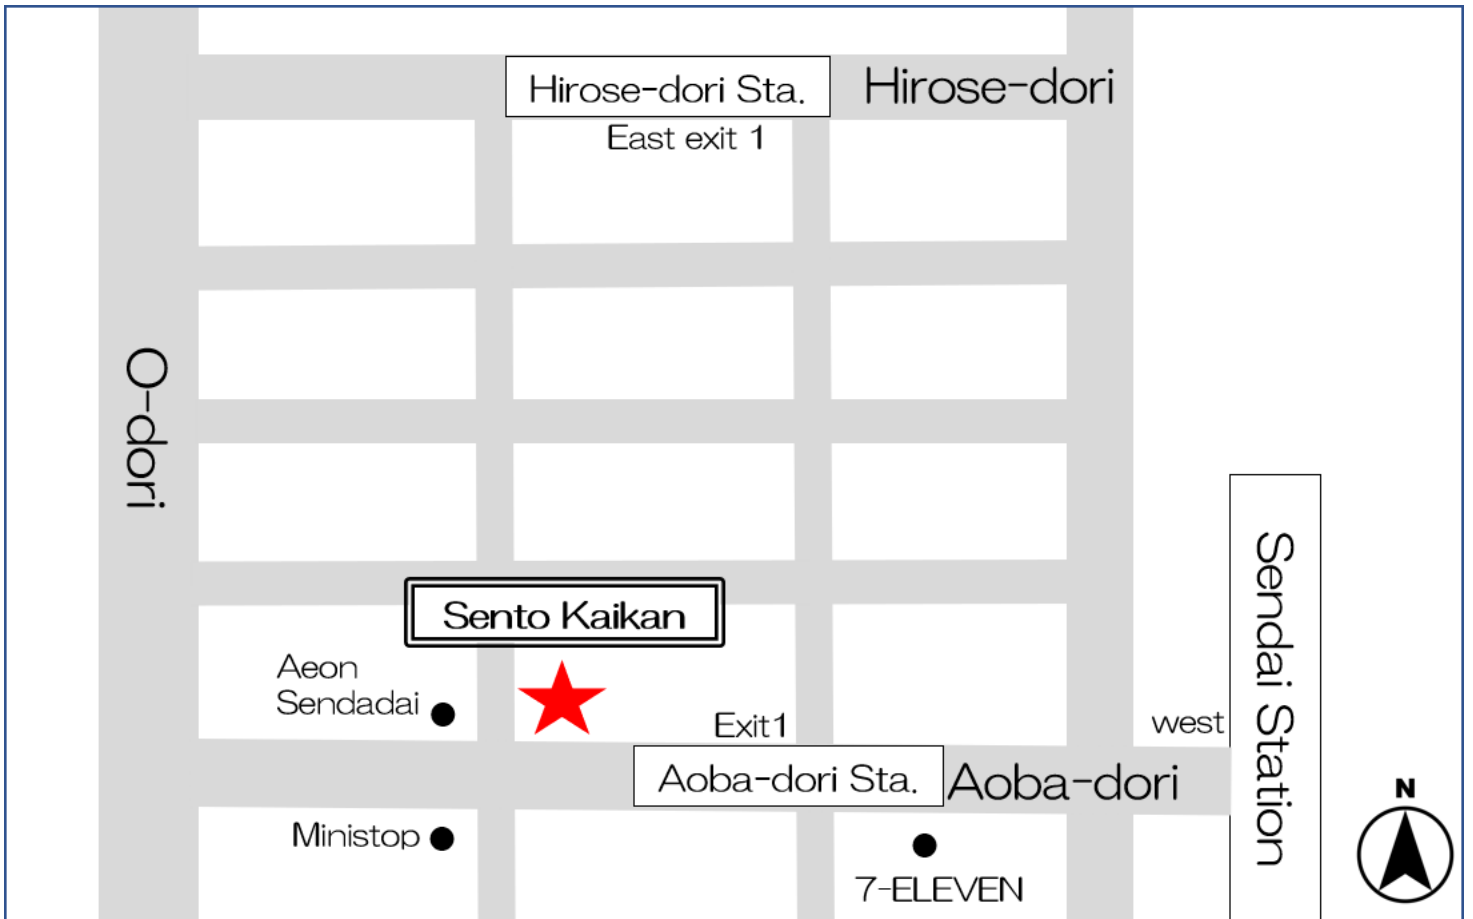 Hirose-dori Sta.
Hirose-dori
East exit 1
O-dori
Sento Kaikan
Aeon
Sendadai
Exit1
west
Sendai Station
Aoba-dori Sta.
Aoba-dori
N
Ministop
7-ELEVEN